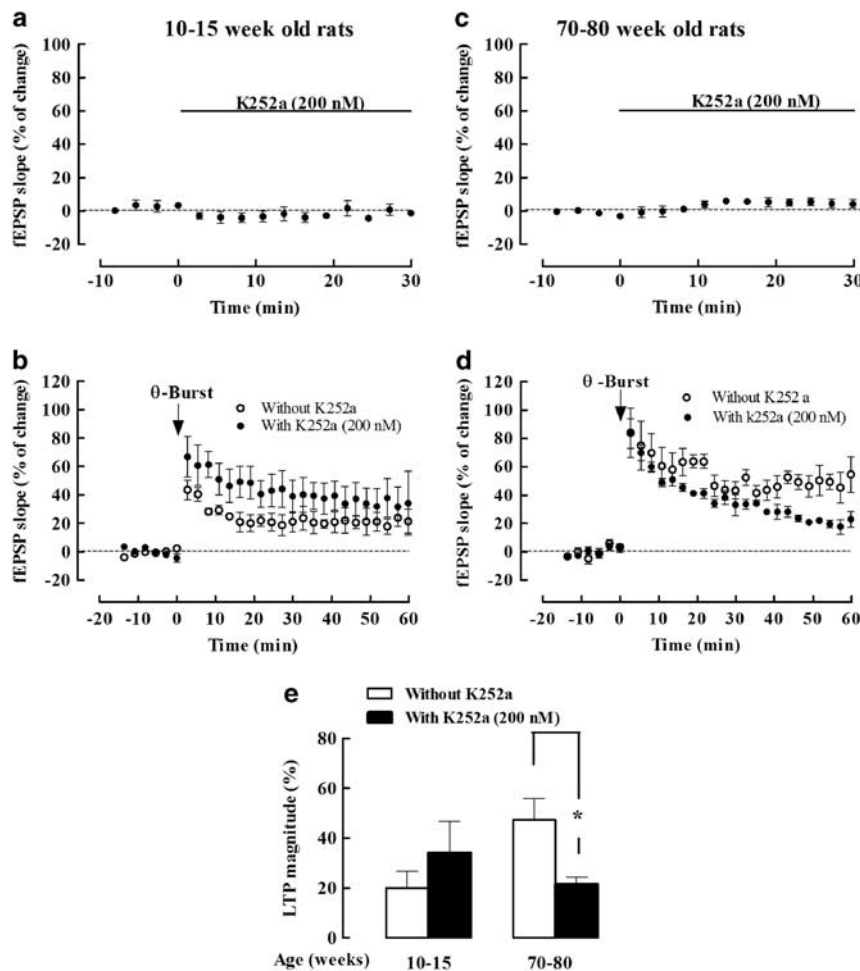 a
10-15 week old rats
fEPSP slope (% of change)
100
80
60
40
20
0
-20
K252a (200 nM)
-10 0 10 20 30
Time (min)
c
70-80 week old rats
fEPSP slope (% of change)
100
80
60
40
20
0
-20
K252a (200 nM)
-10 0 10 20 30
Time (min)
b
fEPSP slope (% of change)
120
100
80
60
40
20
0
-20
θ-Burst
Without K252a
With K252a (200 nM)
-20 -10 0 10 20 30 40 50 60
Time (min)
d
fEPSP slope (% of change)
120
100
80
60
40
20
0
-20
θ -Burst
Without K252 a
With k252a (200 nM)
-20 -10 0 10 20 30 40 50 60
Time (min)
e
Without K252a
With K252a (200 nM)
LTP magnitude (%)
80
60
40
20
0
*
Age (weeks) 10-15 70-80